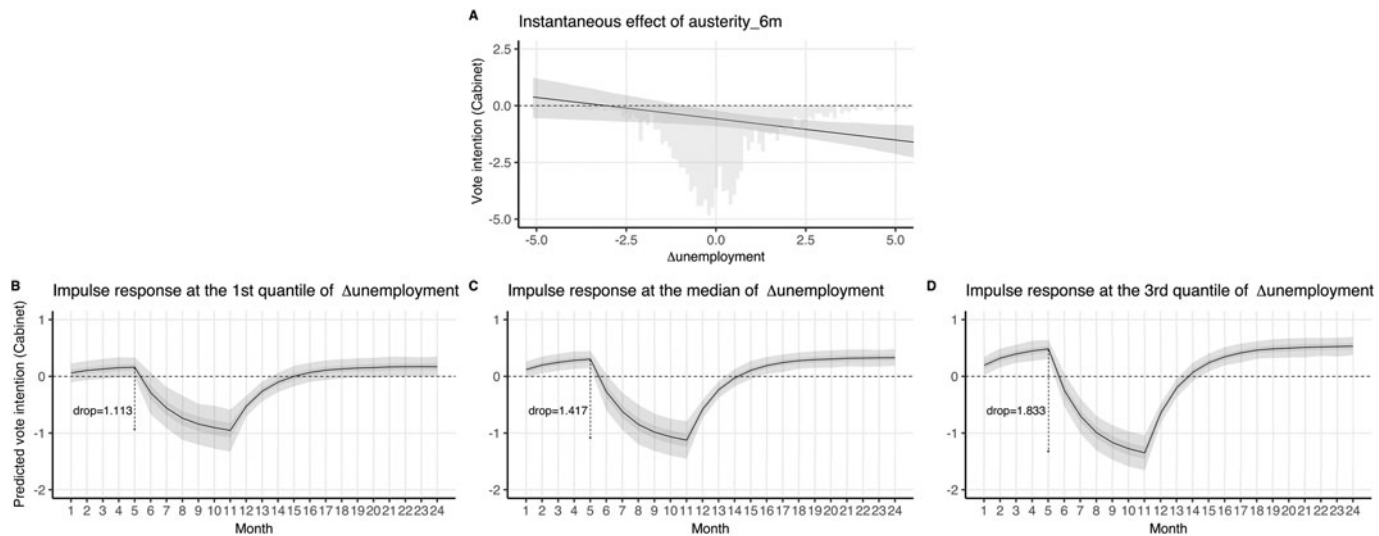 A Instantaneous effect of austerity_6m
Vote intention (Cabinet)
2.5
0.0
-2.5
-5.0
-5.0 -2.5 0.0 2.5 5.0
Δunemployment
B Impulse response at the 1st quantile of Δunemployment
Predicted vote intention (Cabinet)
1
0
-1
-2
drop=1.113
1 2 3 4 5 6 7 8 9 10 11 12 13 14 15 16 17 18 19 20 21 22 23 24
Month
C Impulse response at the median of Δunemployment
1
0
-1
-2
drop=1.417
1 2 3 4 5 6 7 8 9 10 11 12 13 14 15 16 17 18 19 20 21 22 23 24
Month
D Impulse response at the 3rd quantile of Δunemployment
1
0
-1
-2
drop=1.833
1 2 3 4 5 6 7 8 9 10 11 12 13 14 15 16 17 18 19 20 21 22 23 24
Month